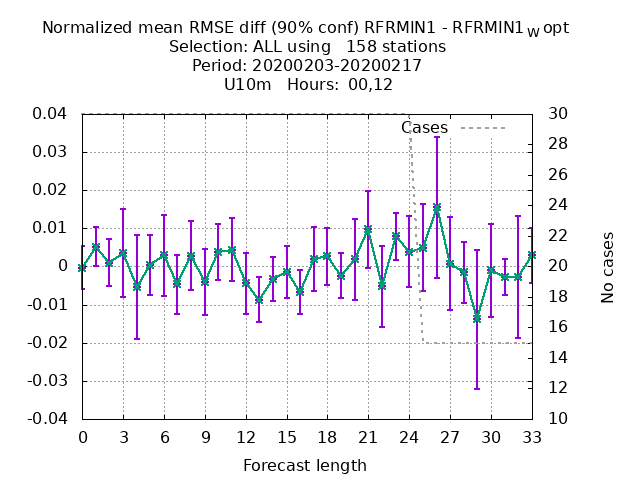 Normalized mean RMSE diff (90% conf) RFRMIN1 - RFRMIN1W opt
Selection: ALL using   158 stations
Period: 20200203-20200217
U10m   Hours:  00,12
Cases
0.04
0.03
0.02
0.01
0
-0.01
-0.02
-0.03
-0.04
30
28
26
24
22
20
18
16
14
12
10
No cases
0 3 6 9 12 15 18 21 24 27 30 33
Forecast length